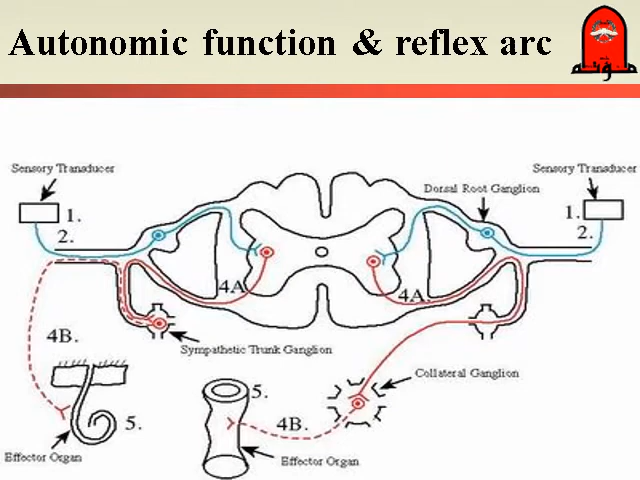 Autonomic function & reflex arc
مؤتة
Sensory Transducer
Sensory Transducer
Dorsal Root Ganglion
1.
1.
2.
2.
4A
4A.
4B.
Sympathetic Trunk Ganglion
Collateral Ganglion
5.
5.
4B.
Effector Organ
Effector Organ